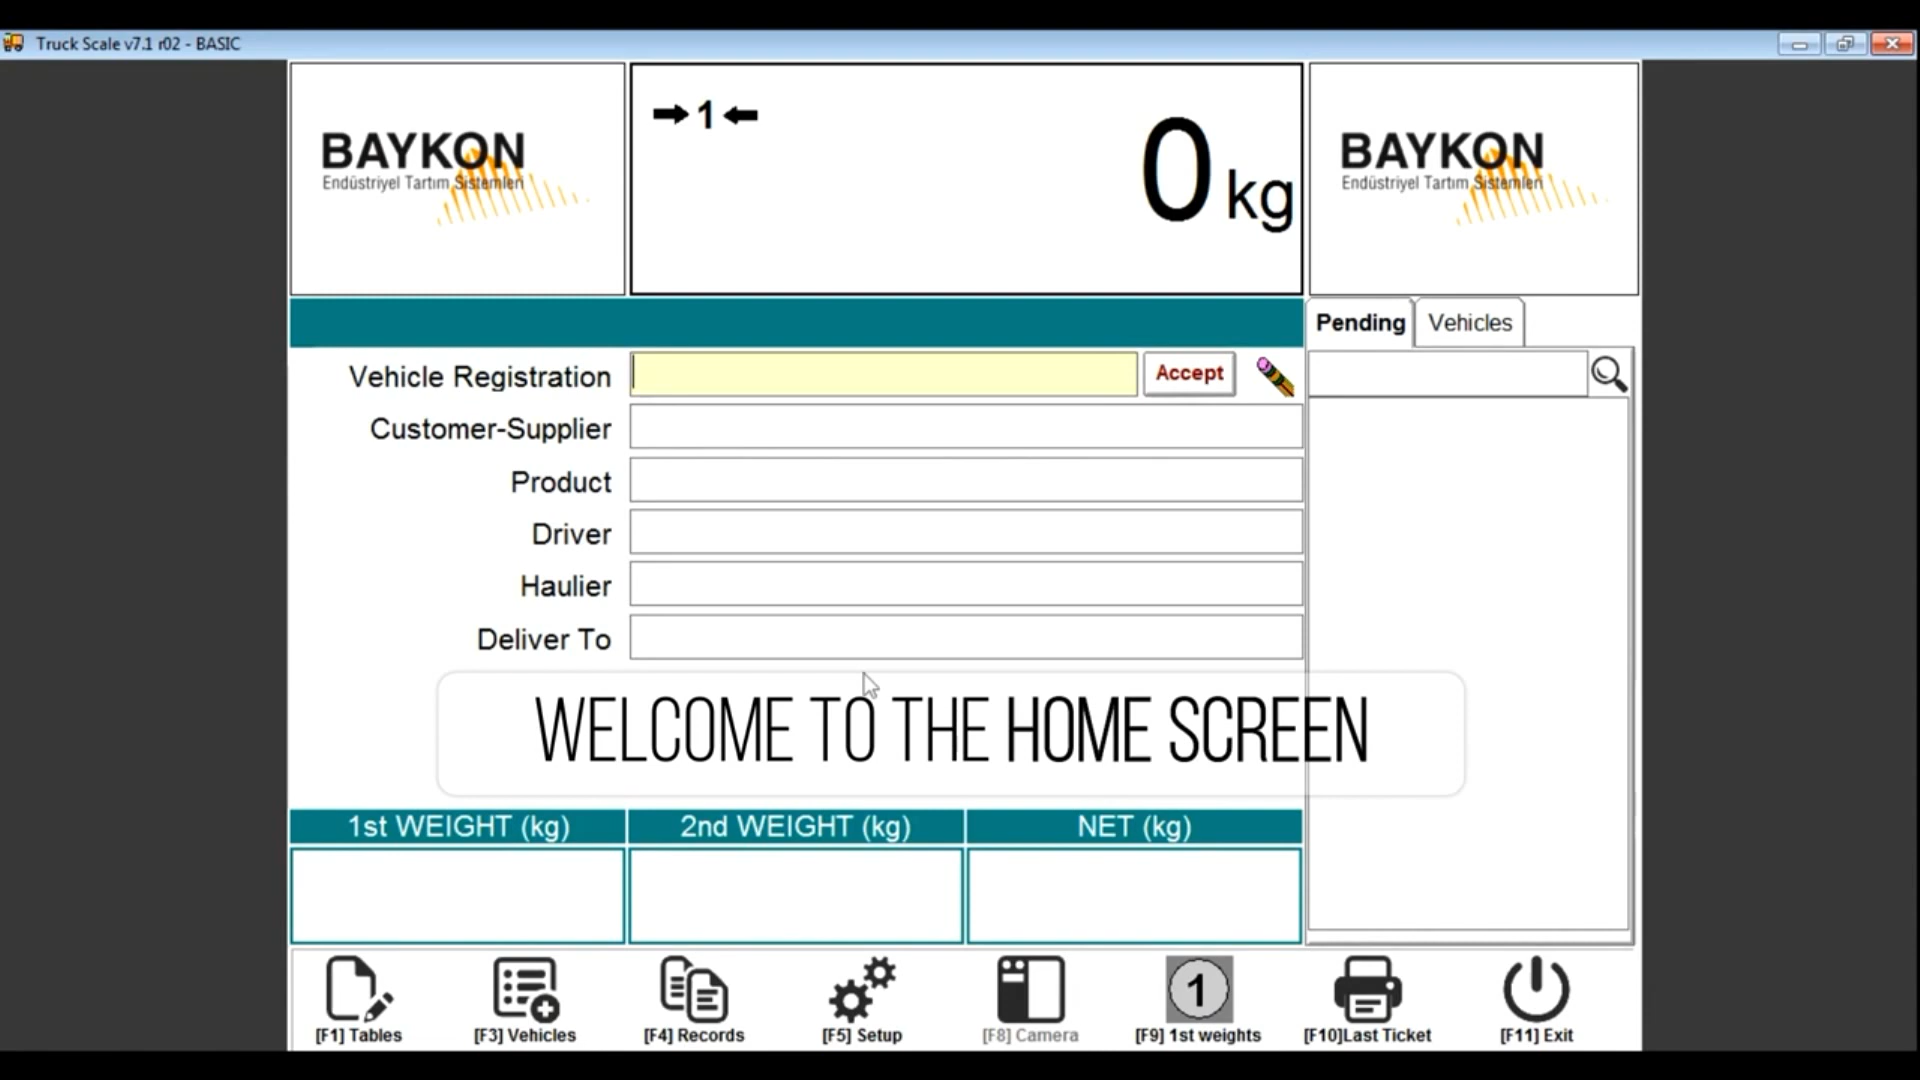 Truck Scale v7.1 r02 - BASIC
BAYKON
Endüstriyel Tartım Sistemleri
1
0 kg
BAYKON
Endüstriyel Tartım Sistemleri
Pending
Vehicles
Vehicle Registration
Accept
Customer-Supplier
Product
Driver
Haulier
Deliver To
WELCOME TO THE HOME SCREEN
1st WEIGHT (kg)
2nd WEIGHT (kg)
NET (kg)
1
[F1] Tables
[F3] Vehicles
[F4] Records
[F5] Setup
[F8] Camera
[F9] 1st weights
[F10]Last Ticket
[F11] Exit